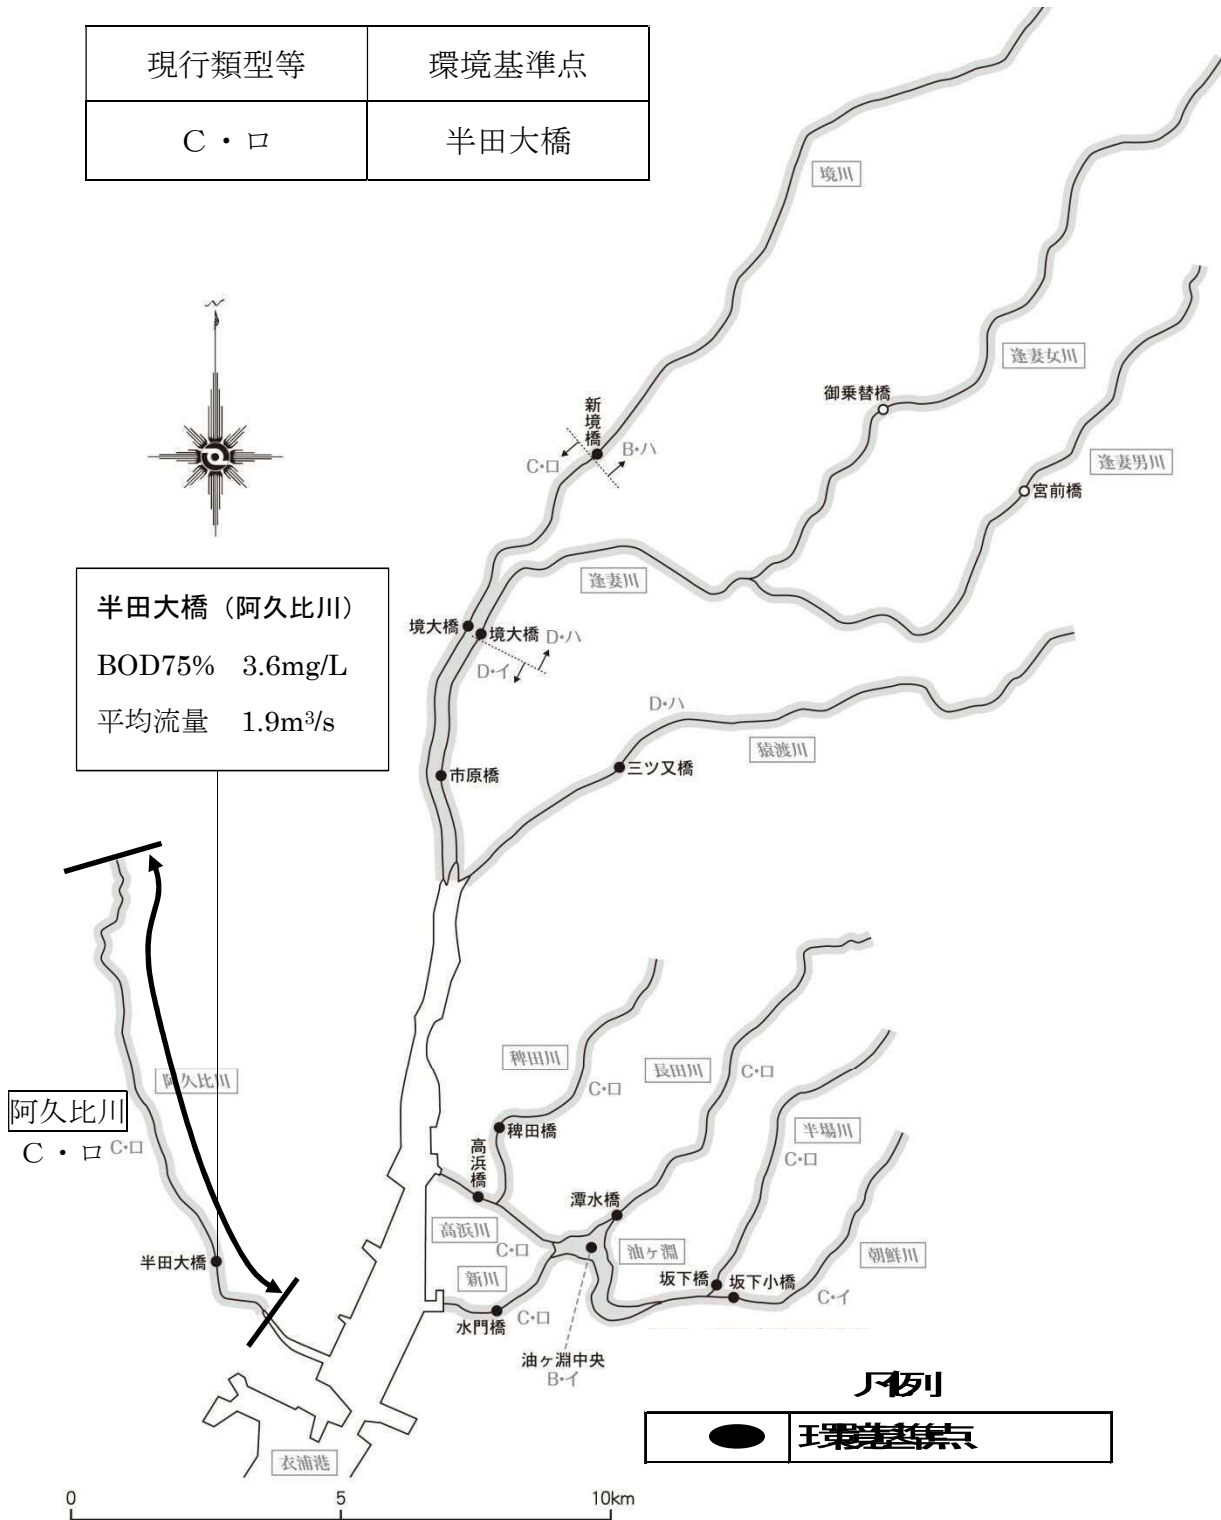 現行類型等 環境基準点
C・ロ 半田大橋
境川
逢妻女川
御乗替橋
新境橋
B・ハ
C・ロ
逢妻男川
宮前橋
逢妻川
半田大橋（阿久比川）
BOD75% 3.6mg/L
平均流量 1.9m³/s
境大橋
境大橋
D・ハ
D・イ
D・ハ
猿渡川
市原橋
三ツ又橋
稗田川
長田川
C・ロ
C・ロ
阿久比川
阿久比川
C・ロ
C・ロ
稗田橋
半場川
C・ロ
高浜橋
潭水橋
高浜川
C・ロ
油ヶ淵
朝鮮川
半田大橋
新川
坂下橋
坂下小橋
C・イ
水門橋
C・ロ
油ヶ淵中央
B・イ
凡例
環境基準点
衣浦港
0 5 10km